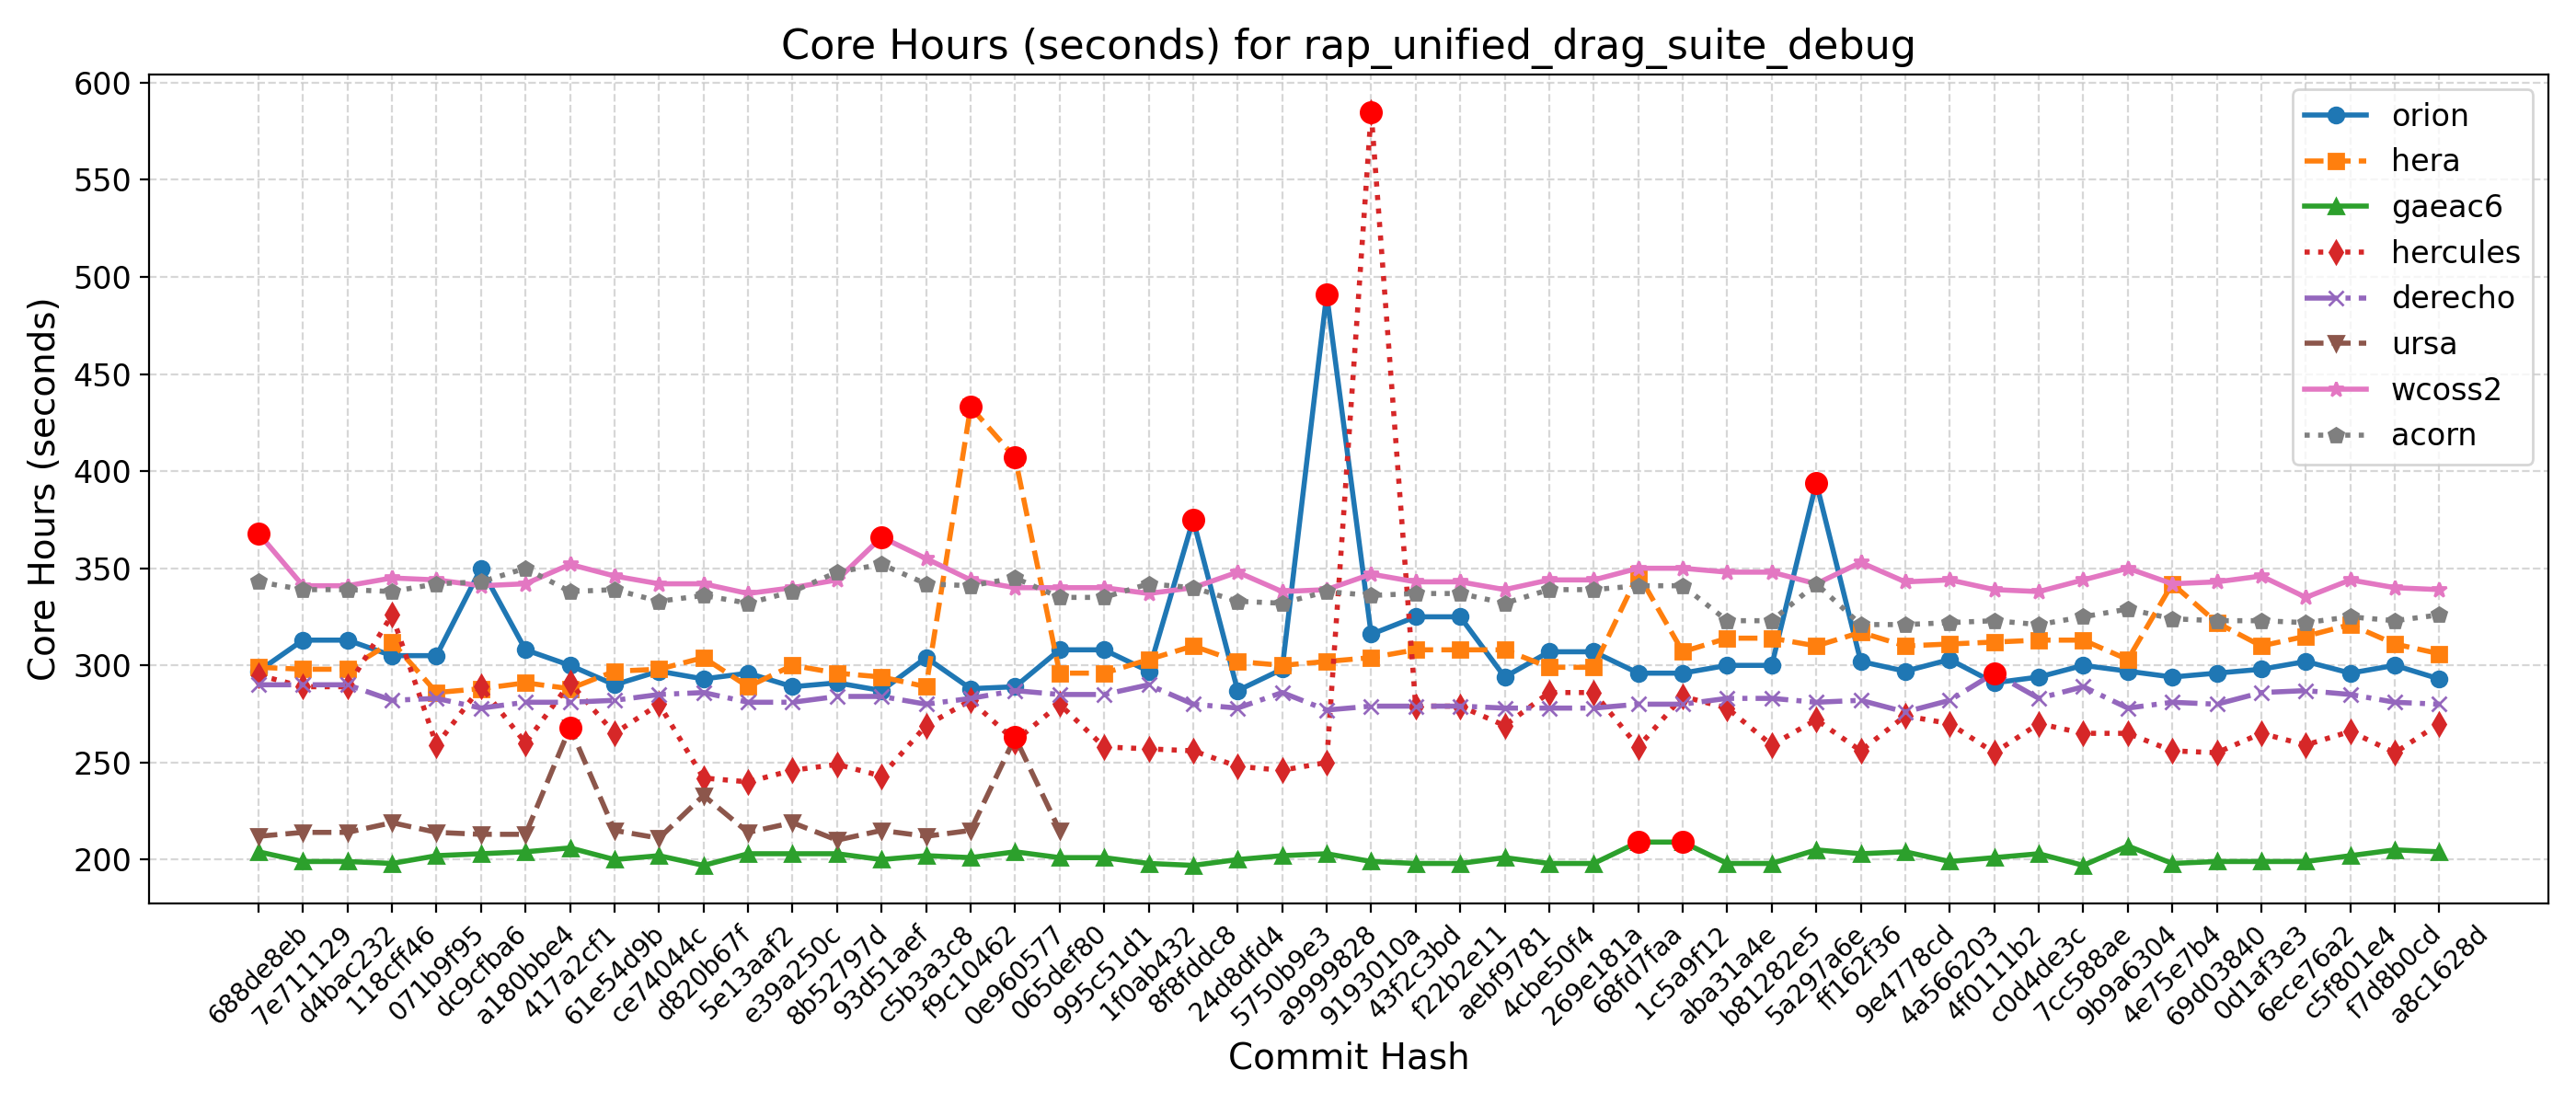 Core Hours (seconds) for rap_unified_drag_suite_debug
600
550
500
450
400
350
300
250
200
Core Hours (seconds)
orion
hera
gaeac6
hercules
derecho
ursa
wcoss2
acorn
688de8eb
7e711129
d4bac232
118cff46
071b9f95
dc9cfba6
a180bbe4
417a2cf1
61e54d9b
ce74044c
d820b67f
5e13aaf2
e39a250c
8b52797d
93d51aef
c5b3a3c8
f9c10462
0e960577
065def80
995c51d1
1f0ab432
8f8fddc8
24d8dfd4
5750b9e3
a9999828
9193010a
43f2c3bd
f22b2e11
aebf9781
4cbe50f4
269e181a
68fd7faa
1c5a9f12
aba31a4e
b81282e5
5a297a6e
ff162f36
9e4778cd
4a566203
4f0111b2
c0d4de3c
7cc588ae
9b9a6304
4e75e7b4
69d03840
0d1af3e3
6ece76a2
c5f801e4
f7d8b0cd
a8c1628d
Commit Hash